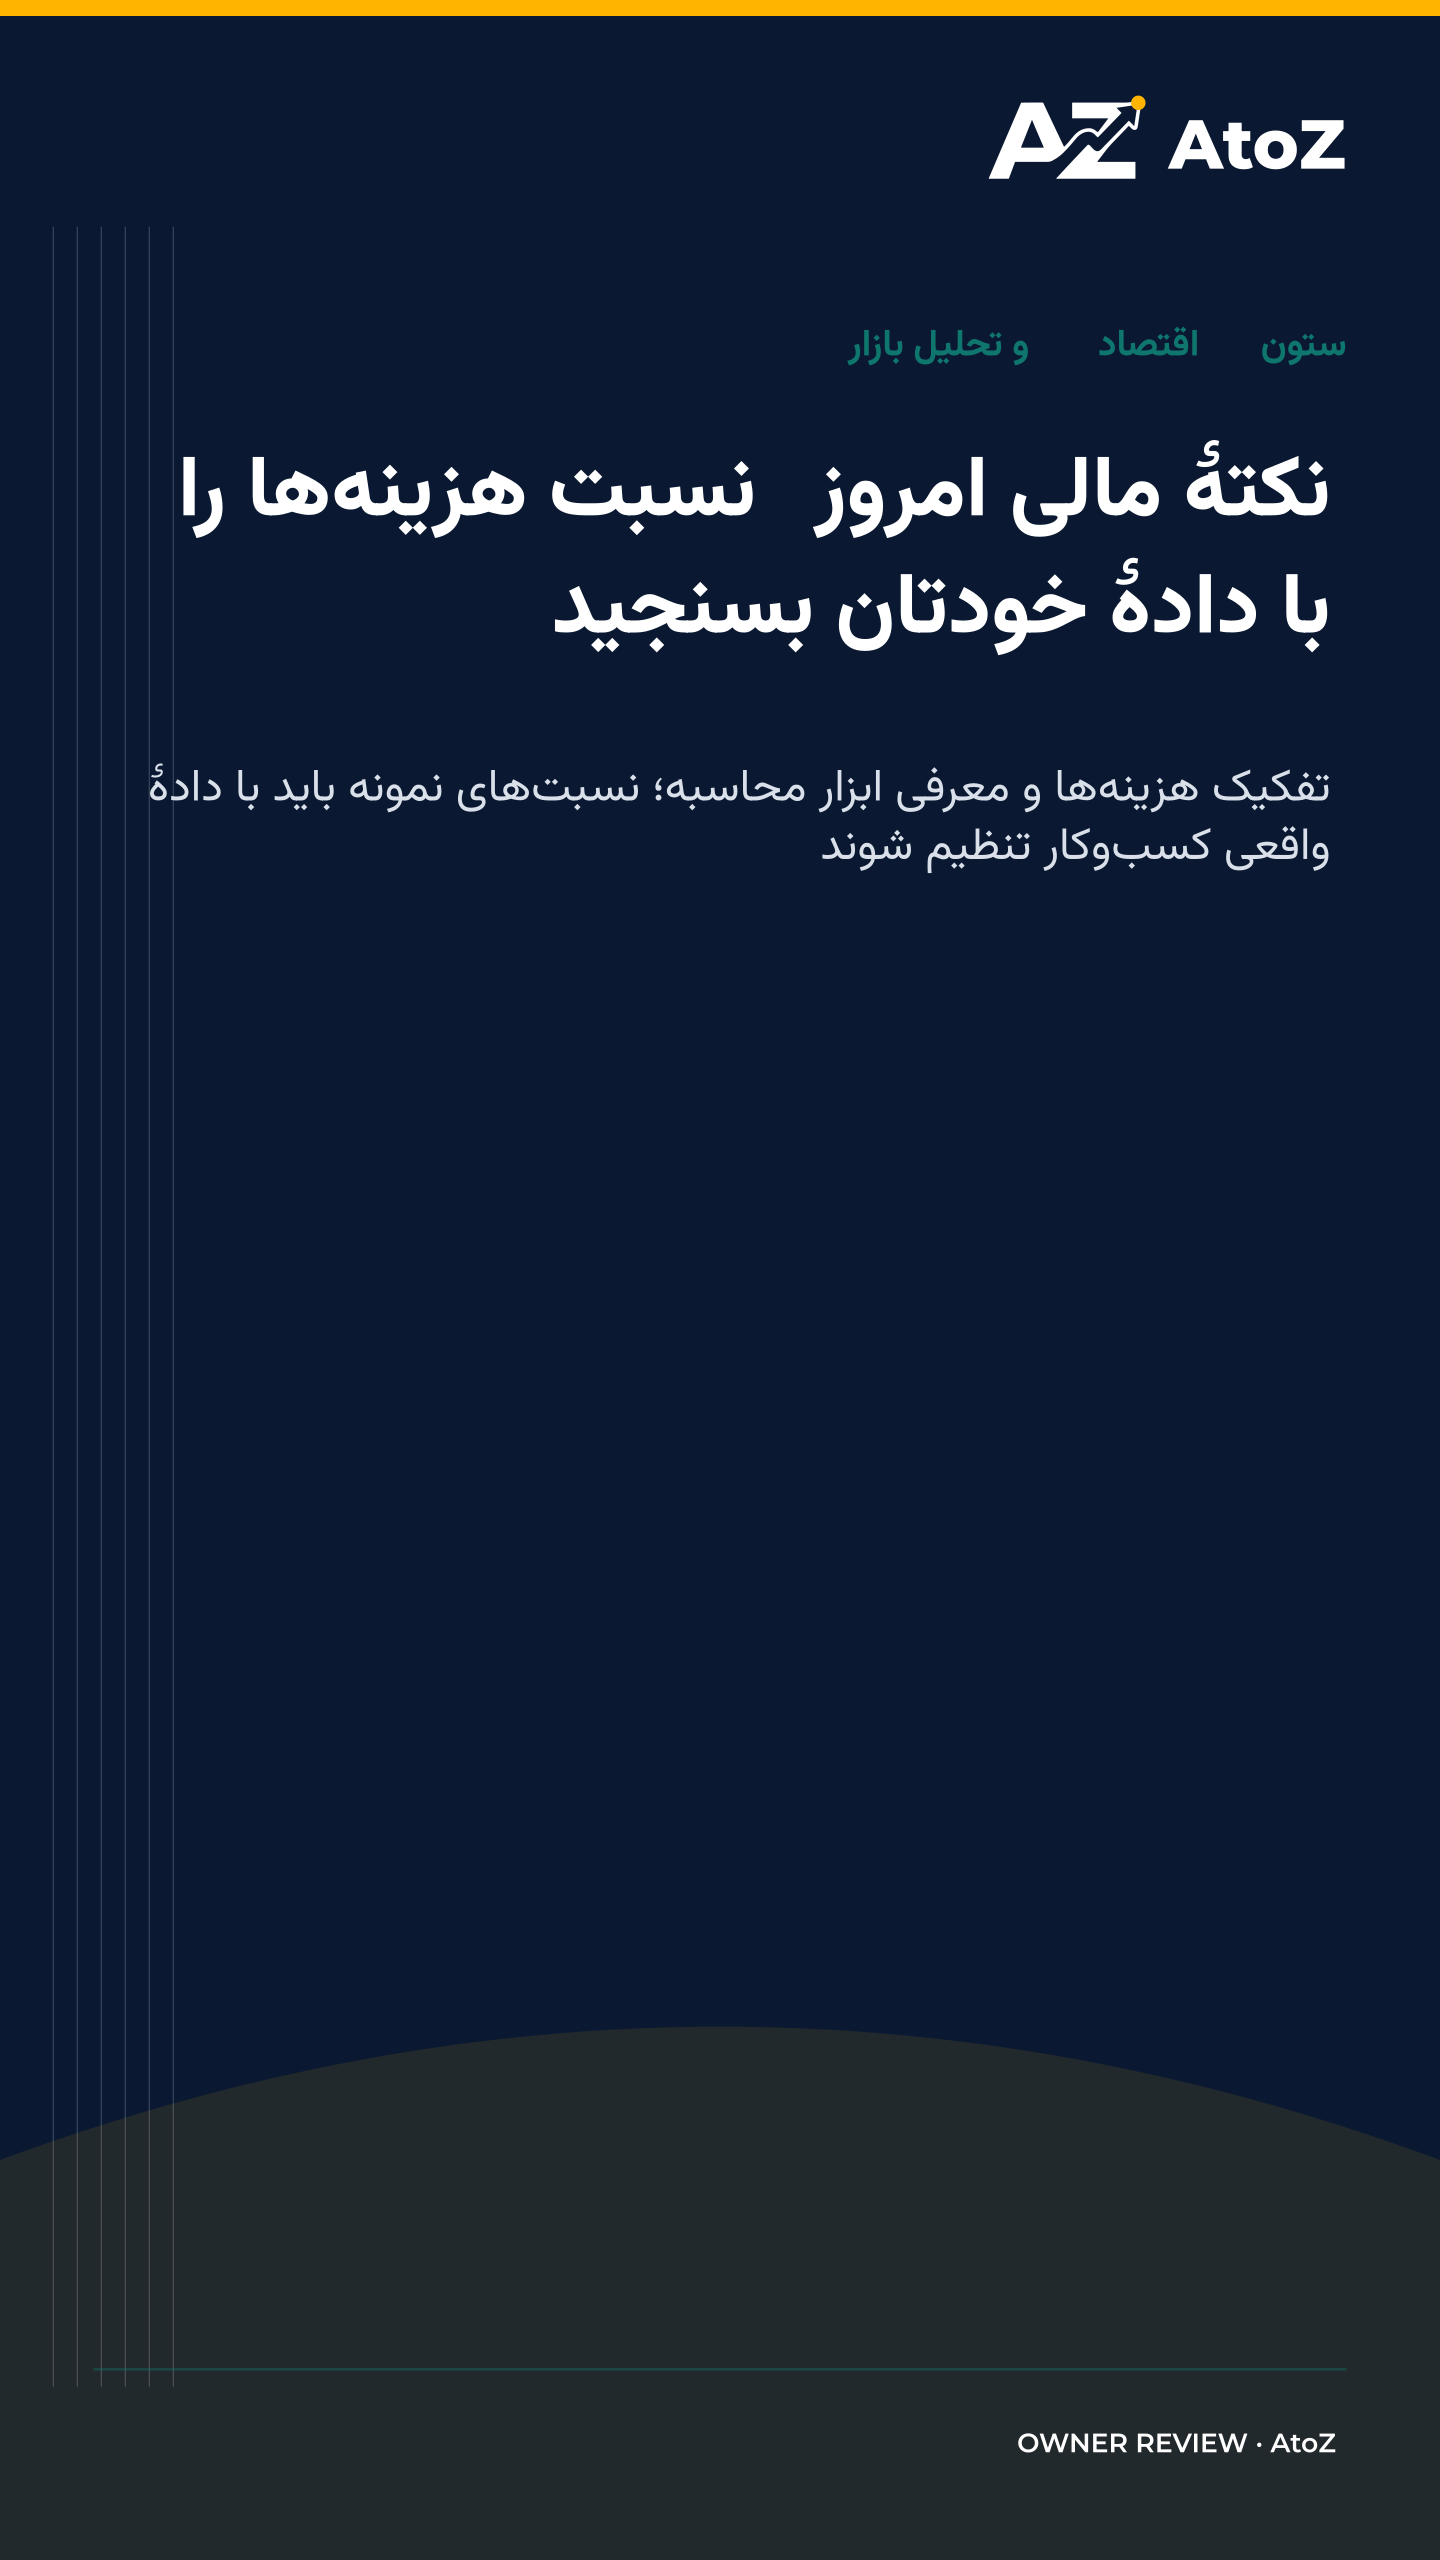 AZ AtoZ
ستون اقتصاد و تحلیل بازار
نکتهٔ مالی امروز نسبت هزینه‌ها را
با دادهٔ خودتان بسنجید
تفکیک هزینه‌ها و معرفی ابزار محاسبه؛ نسبت‌های نمونه باید با دادهٔ
واقعی کسب‌وکار تنظیم شوند
OWNER REVIEW · AtoZ